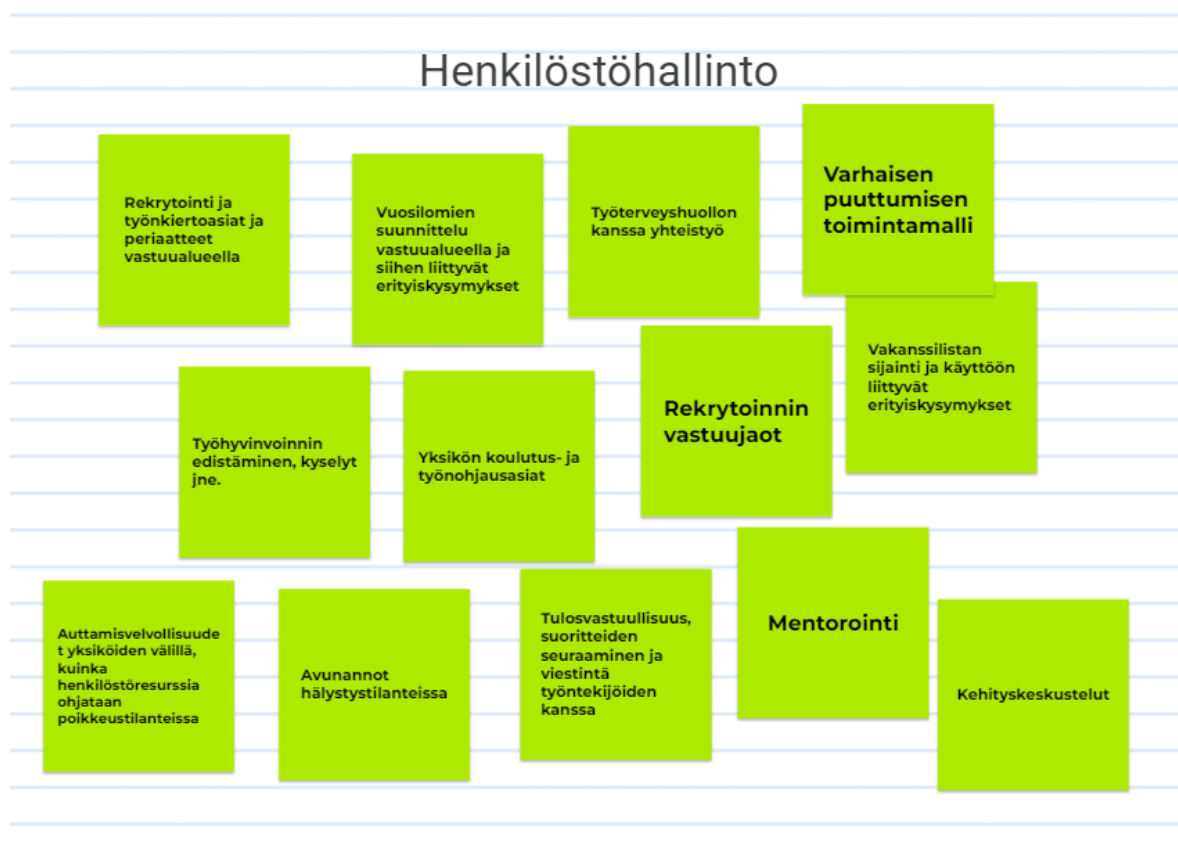 Henkilöstöhallinto
Rekrytointi ja
työnkiertoasiat ja
periaatteet
vastuualueella
Vuosilomien
suunnittelu
vastuualueella ja
siihen liittyvät
erityiskysymykset
Työterveyshuollon
kanssa yhteistyö
Varhaisen
puuttumisen
toimintamalli
Vakanssilistan
sijainti ja käyttöön
liittyvät
erityiskysymykset
Työhyvinvoinnin
edistäminen, kyselyt
jne.
Yksikön koulutus- ja
työnohjausasiat
Rekrytoinnin
vastuujaot
Auttamisvelvollisuude
t yksiköiden välillä,
kuinka
henkilöstöresurssia
ohjataan
poikkeustilanteissa
Avunannot
hälystystilanteissa
Tulosvastuullisuus,
suoritteiden
seuraaminen ja
viestintä
työntekijöiden
kanssa
Mentorointi
Kehityskeskustelut